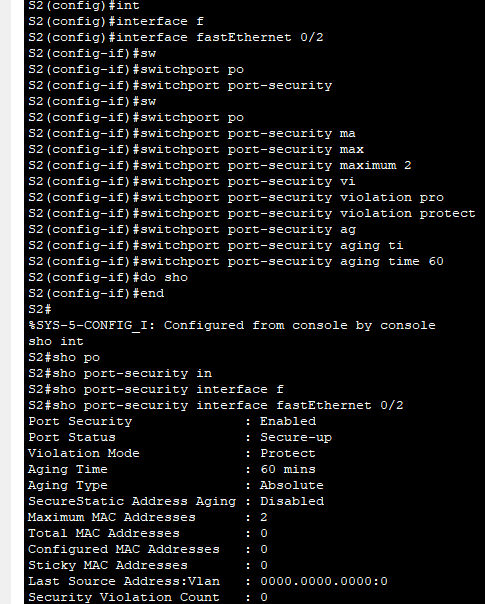 S2(config)#int
S2(config)#interface f
S2(config)#interface fastEthernet 0/2
S2(config-if)#sw
S2(config-if)#switchport po
S2(config-if)#switchport port-security
S2(config-if)#sw
S2(config-if)#switchport po
S2(config-if)#switchport port-security ma
S2(config-if)#switchport port-security max
S2(config-if)#switchport port-security maximum 2
S2(config-if)#switchport port-security vi
S2(config-if)#switchport port-security violation pro
S2(config-if)#switchport port-security violation protect
S2(config-if)#switchport port-security ag
S2(config-if)#switchport port-security aging ti
S2(config-if)#switchport port-security aging time 60
S2(config-if)#do sho
S2(config-if)#end
S2#
%SYS-5-CONFIG_I: Configured from console by console
sho int
S2#sho po
S2#sho port-security in
S2#sho port-security interface f
S2#sho port-security interface fastEthernet 0/2
Port Security : Enabled
Port Status : Secure-up
Violation Mode : Protect
Aging Time : 60 mins
Aging Type : Absolute
SecureStatic Address Aging : Disabled
Maximum MAC Addresses : 2
Total MAC Addresses : 0
Configured MAC Addresses : 0
Sticky MAC Addresses : 0
Last Source Address:Vlan : 0000.0000.0000:0
Security Violation Count : 0